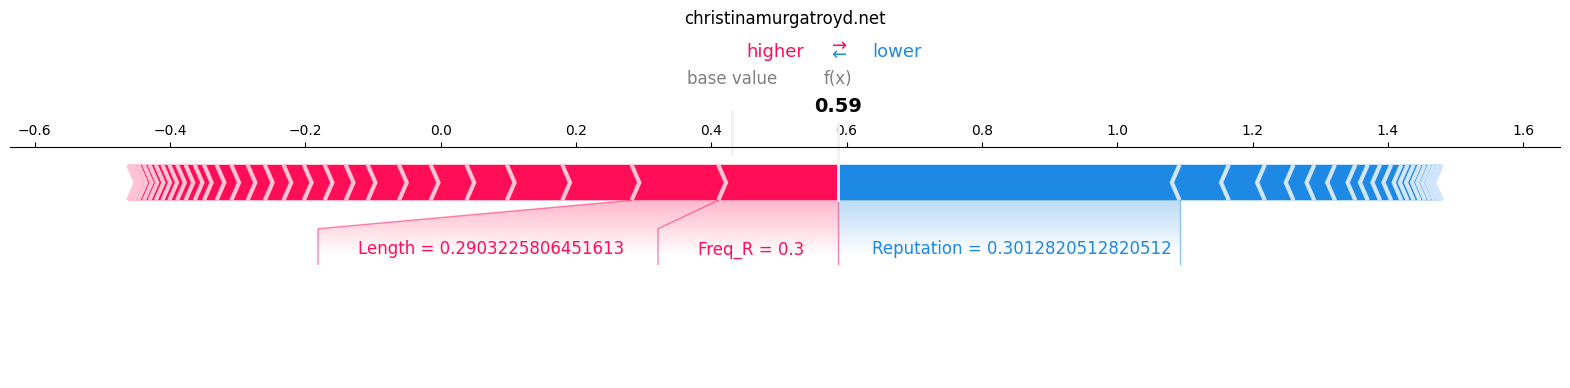 christinamurgatroyd.net
higher ⇄ lower
base value f(x)
0.59
−0.6 −0.4 −0.2 0.0 0.2 0.4 0.6 0.8 1.0 1.2 1.4 1.6
Length = 0.2903225806451613 Freq_R = 0.3 Reputation = 0.3012820512820512